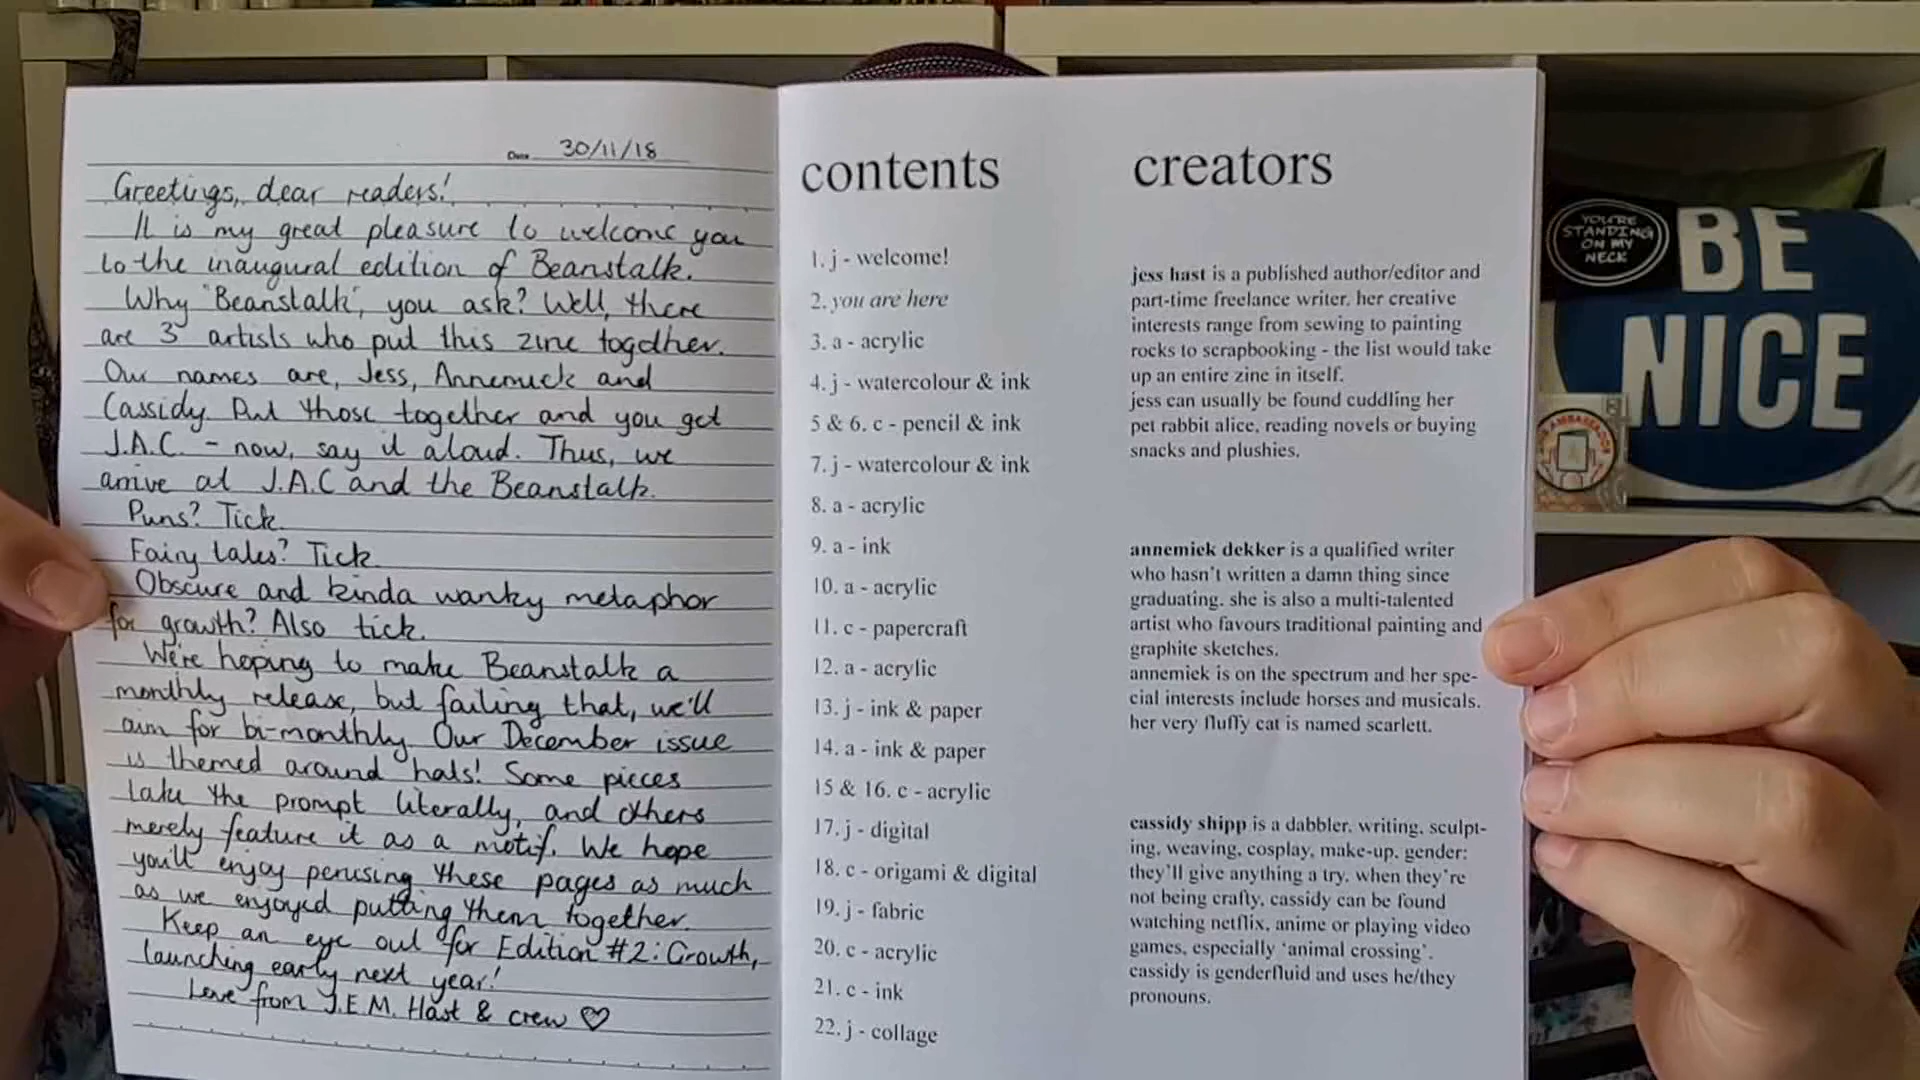 Date 30/11/18
Greetings, dear readers!
It is my great pleasure to welcome you
to the inaugural edition of Beanstalk.
Why "Beanstalk", you ask? Well, there
are 3 artists who put this zine together.
Our names are, Jess, Annemiek and
Cassidy. Put those together and you get
J.A.C. - now, say it aloud. Thus, we
arrive at J.A.C and the Beanstalk.
Puns? Tick.
Fairy tales? Tick.
Obscure and kinda wanky metaphor
for growth? Also tick.
We're hoping to make Beanstalk a
monthly release, but failing that, we'll
aim for bi-monthly. Our December issue
is themed around 'hats'! Some pieces
take the prompt literally, and others
merely feature it as a motif. We hope
you'll enjoy perusing these pages as much
as we enjoyed putting them together.
Keep an eye out for Edition #2: Growth,
launching early next year!
Love from J.E.M. Hast & crew ♡
contents
1. j - welcome!
2. you are here
3. a - acrylic
4. j - watercolour & ink
5 & 6. c - pencil & ink
7. j - watercolour & ink
8. a - acrylic
9. a - ink
10. a - acrylic
11. c - papercraft
12. a - acrylic
13. j - ink & paper
14. a - ink & paper
15 & 16. c - acrylic
17. j - digital
18. c - origami & digital
19. j - fabric
20. c - acrylic
21. c - ink
22. j - collage
creators
jess hast is a published author/editor and
part-time freelance writer. her creative
interests range from sewing to painting
rocks to scrapbooking - the list would take
up an entire zine in itself.
jess can usually be found cuddling her
pet rabbit alice, reading novels or buying
snacks and plushies.
annemiek dekker is a qualified writer
who hasn't written a damn thing since
graduating. she is also a multi-talented
artist who favours traditional painting and
graphite sketches.
annemiek is on the spectrum and her spe-
cial interests include horses and musicals.
her very fluffy cat is named scarlett.
cassidy shipp is a dabbler. writing, sculpt-
ing, weaving, cosplay, make-up, gender:
they'll give anything a try. when they're
not being crafty, cassidy can be found
watching netflix, anime or playing video
games, especially 'animal crossing'.
cassidy is genderfluid and uses he/they
pronouns.
YOU'RE
STANDING
ON MY
NECK
BE
NICE
AMBASSADOR